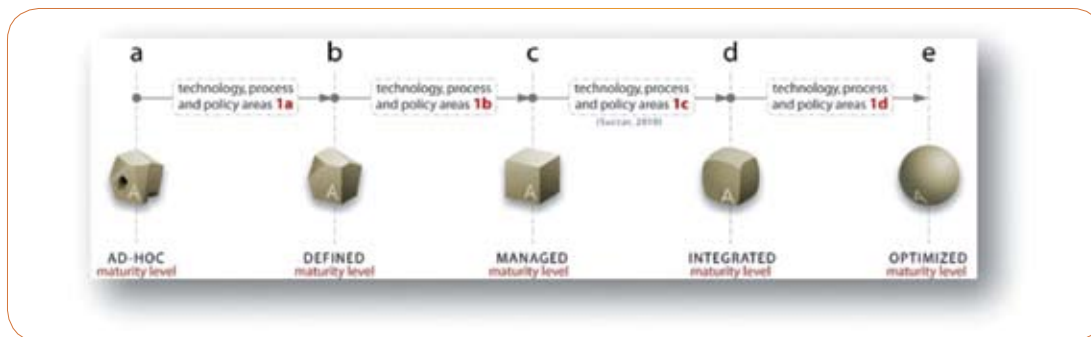 a b c d e
technology, process technology, process technology, process technology, process
and policy areas 1a and policy areas 1b and policy areas 1c and policy areas 1d
(Succar, 2010)
A A A A A
AD-HOC DEFINED MANAGED INTEGRATED OPTIMIZED
maturity level maturity level maturity level maturity level maturity level